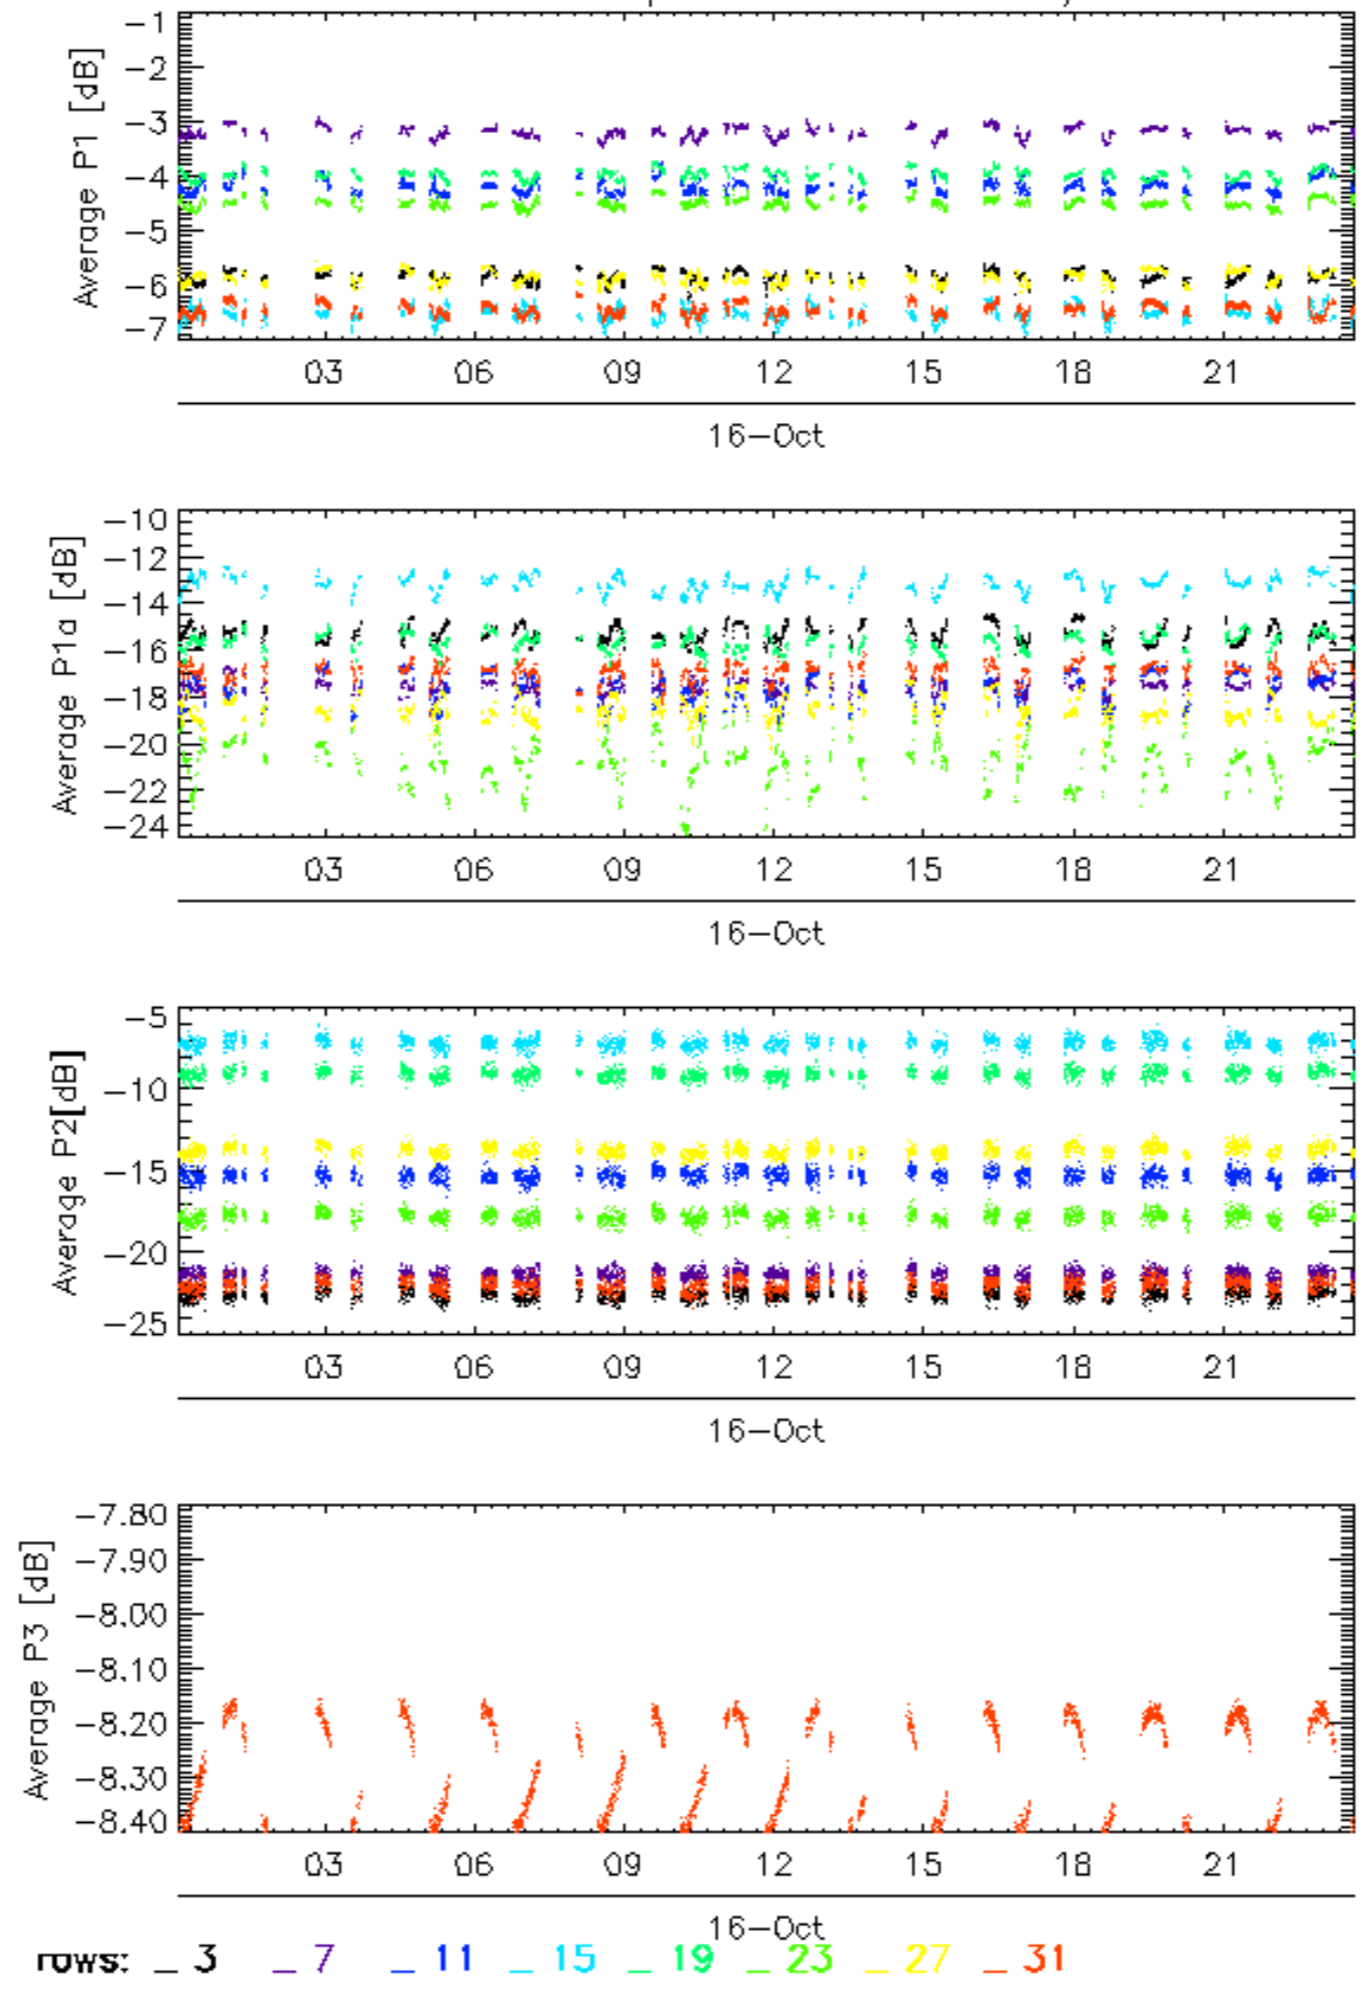 Average P1 [dB]
-1
-2
-3
-4
-5
-6
-7
03 06 09 12 15 18 21
16-Oct
Average P1a [dB]
-10
-12
-14
-16
-18
-20
-22
-24
03 06 09 12 15 18 21
16-Oct
Average P2[dB]
-5
-10
-15
-20
-25
03 06 09 12 15 18 21
16-Oct
Average P3 [dB]
-7.80
-7.90
-8.00
-8.10
-8.20
-8.30
-8.40
03 06 09 12 15 18 21
16-Oct
rows: _ 3 _ 7 _ 11 _ 15 _ 19 _ 23 _ 27 _ 31